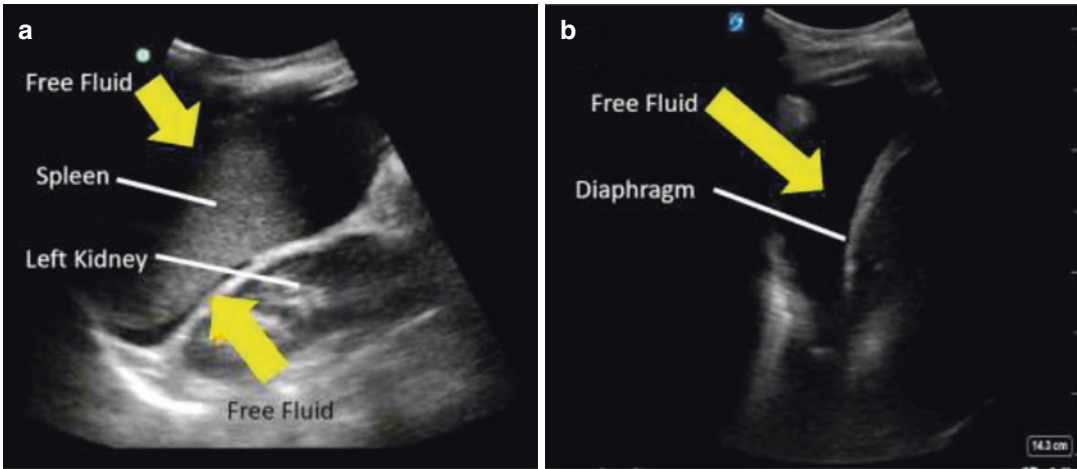 a
Free Fluid
Spleen
Left Kidney
Free Fluid
b
Free Fluid
Diaphragm
14.3 cm